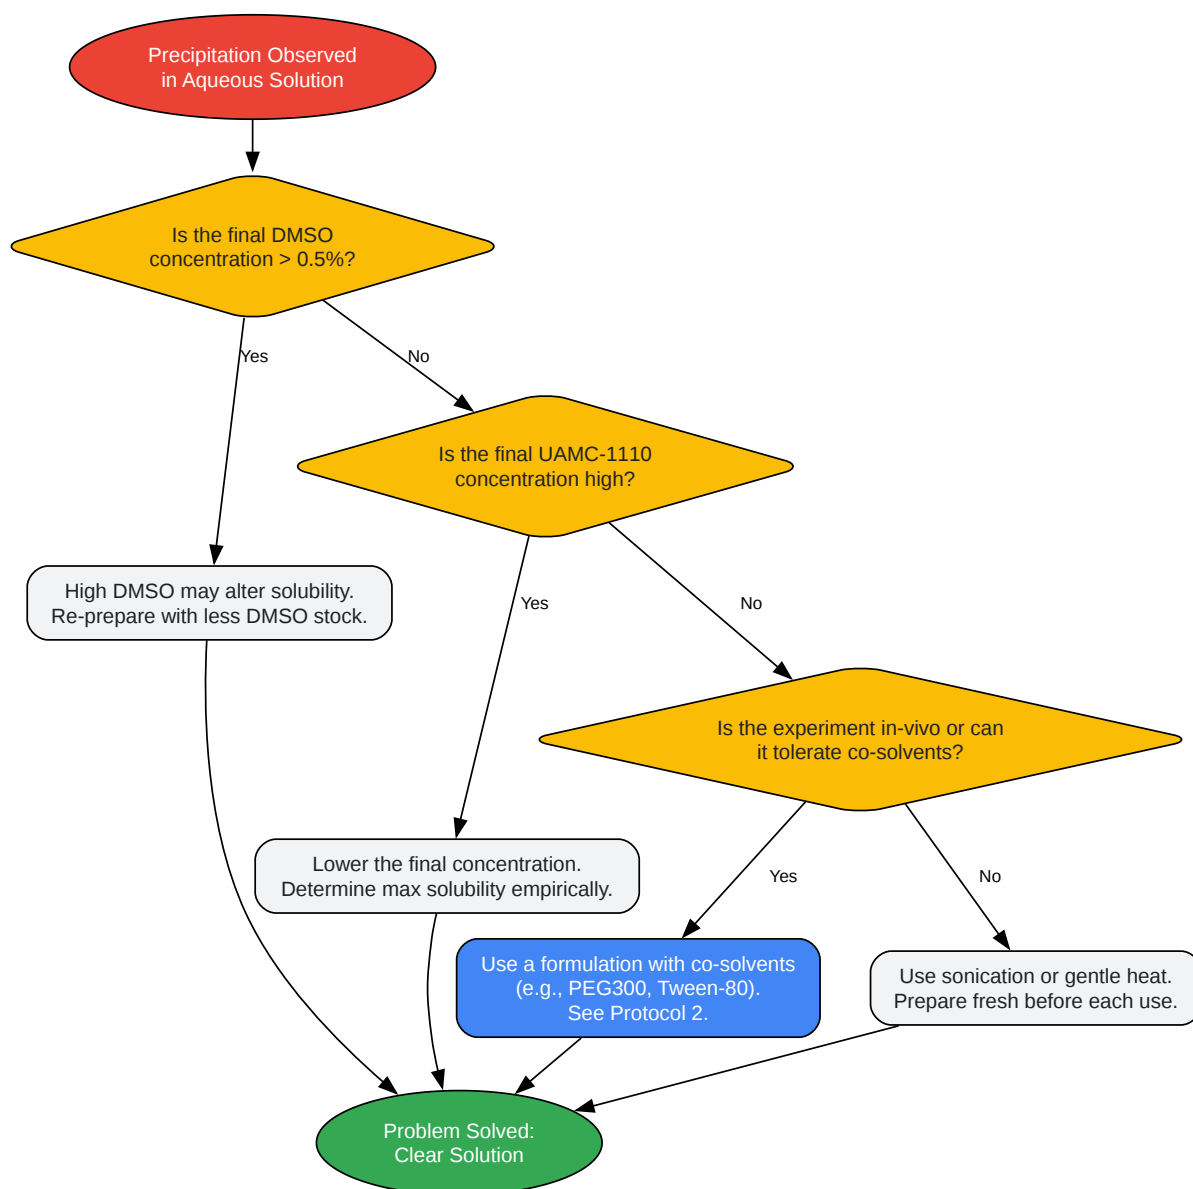 Precipitation Observed
in Aqueous Solution
Is the final DMSO
concentration > 0.5%?
Yes
No
Is the final UAMC-1110
concentration high?
High DMSO may alter solubility.
Re-prepare with less DMSO stock.
Yes
No
Is the experiment in-vivo or can
it tolerate co-solvents?
Lower the final concentration.
Determine max solubility empirically.
Yes
No
Use a formulation with co-solvents
(e.g., PEG300, Tween-80).
See Protocol 2.
Use sonication or gentle heat.
Prepare fresh before each use.
Problem Solved:
Clear Solution